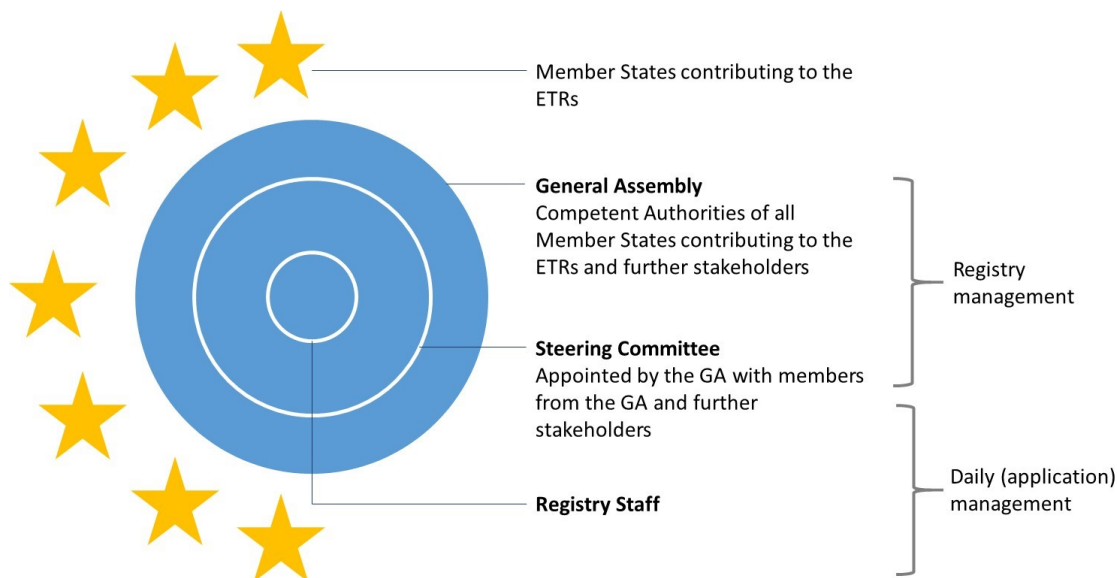 Member States contributing to the
ETRs
General Assembly
Competent Authorities of all
Member States contributing to the
ETRs and further stakeholders
Registry
management
Steering Committee
Appointed by the GA with members
from the GA and further
stakeholders
Daily (application)
management
Registry Staff